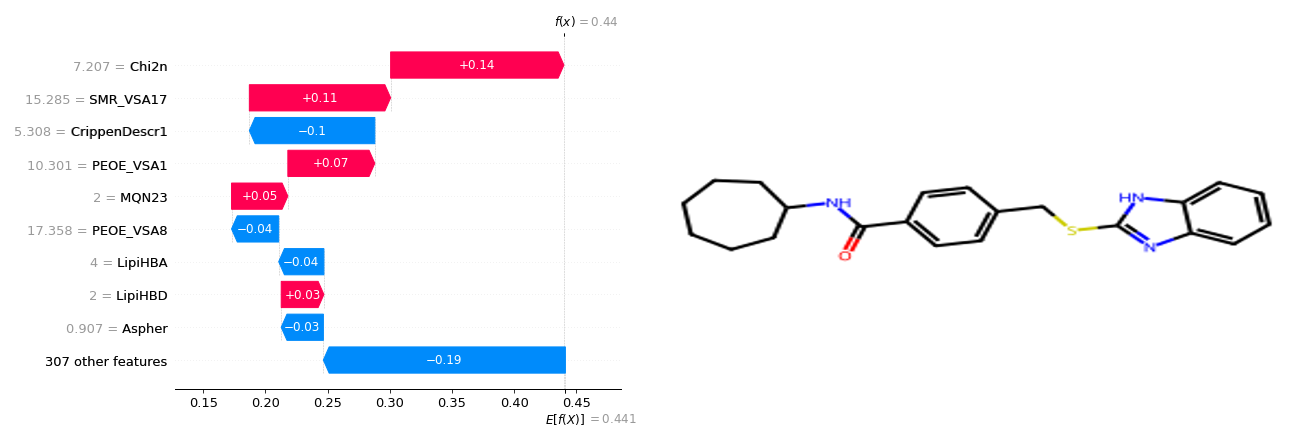 f(x) = 0.44
7.207 = Chi2n
+0.14
15.285 = SMR_VSA17
+0.11
5.308 = CrippenDescr1
−0.1
10.301 = PEOE_VSA1
+0.07
2 = MQN23
+0.05
17.358 = PEOE_VSA8
−0.04
4 = LipiHBA
−0.04
2 = LipiHBD
+0.03
0.907 = Aspher
−0.03
307 other features
−0.19
0.15 0.20 0.25 0.30 0.35 0.40 0.45
E[f(X)] = 0.441
HN
NH
S
N
O